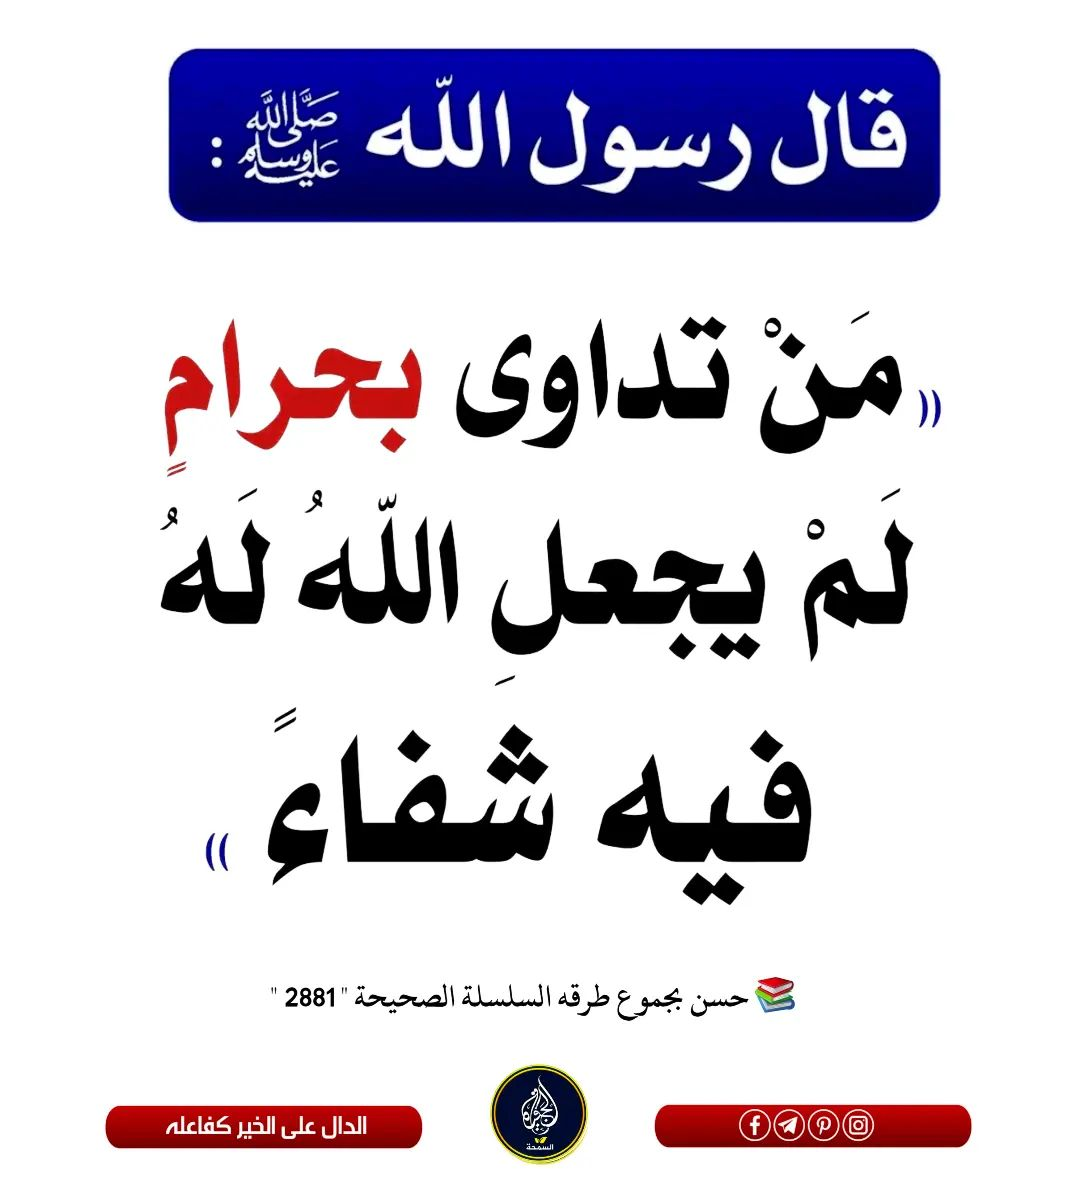 قال رسول الله صلى الله عليه وسلم :
(( مَنْ تداوى بحرامٍ
لَمْ يجعلِ اللّهُ لَهُ
فيه شفاءً ))
حسن بجموع طرقه السلسلة الصحيحة "2881 "
الدال على الخير كفاعله
السمحة